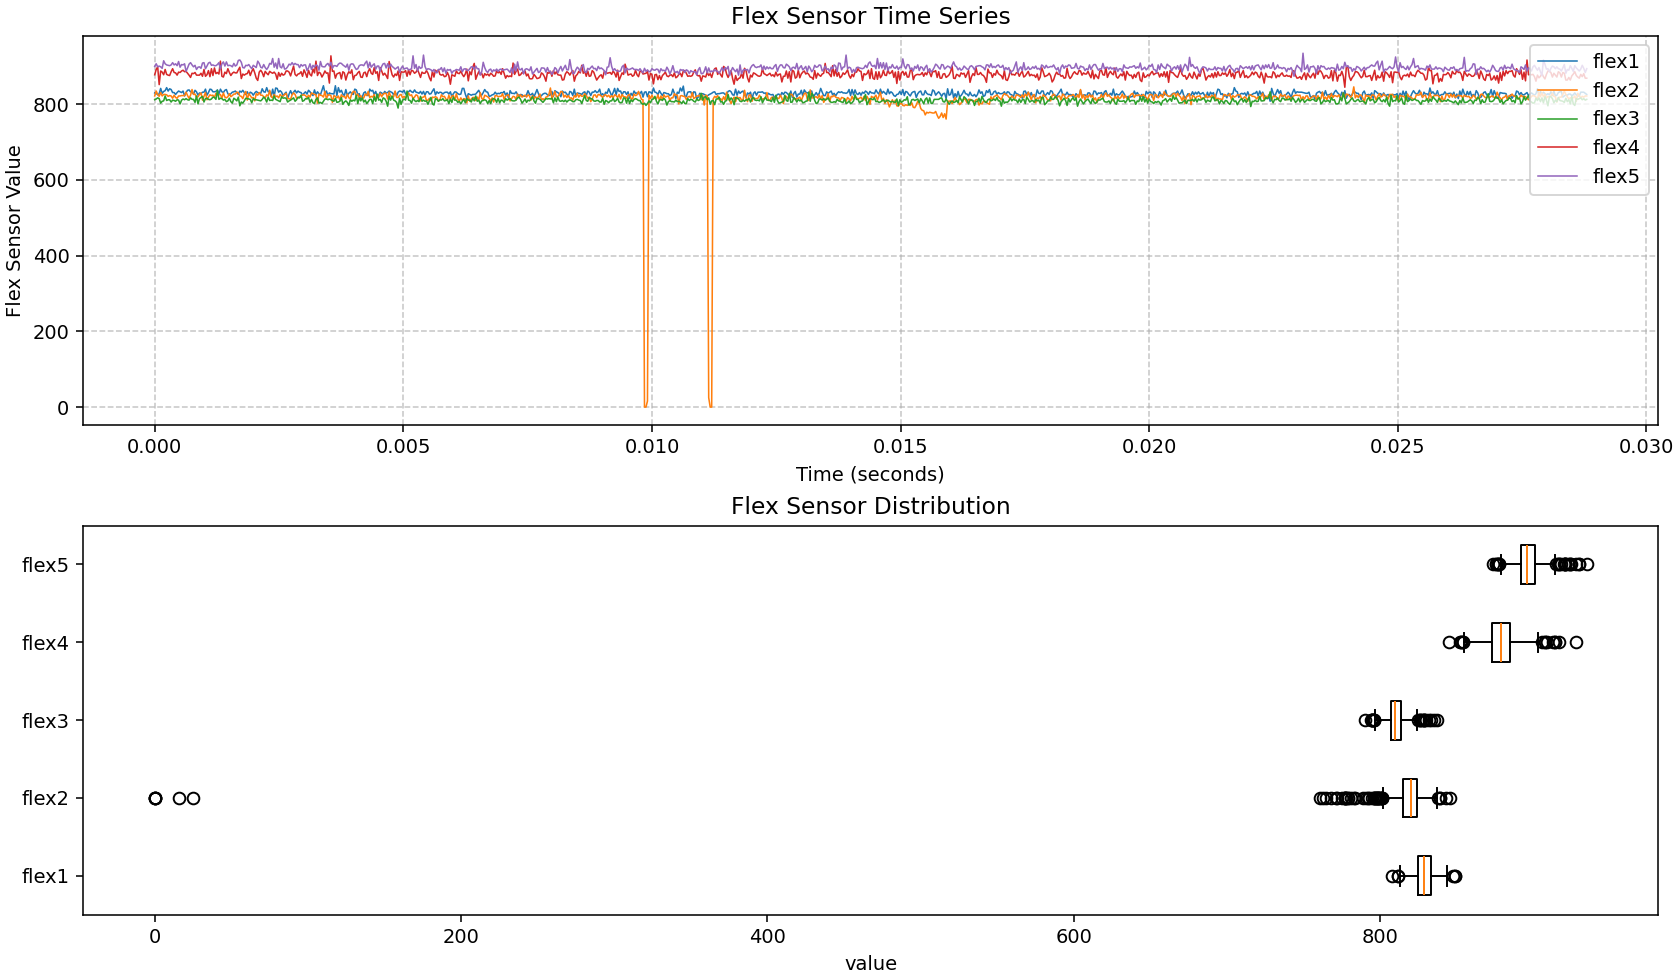 Flex Sensor Time Series
Flex Sensor Value
800
600
400
200
0
flex1
flex2
flex3
flex4
flex5
0.000 0.005 0.010 0.015 0.020 0.025 0.030
Time (seconds)
Flex Sensor Distribution
flex5
flex4
flex3
flex2
flex1
0 200 400 600 800
value